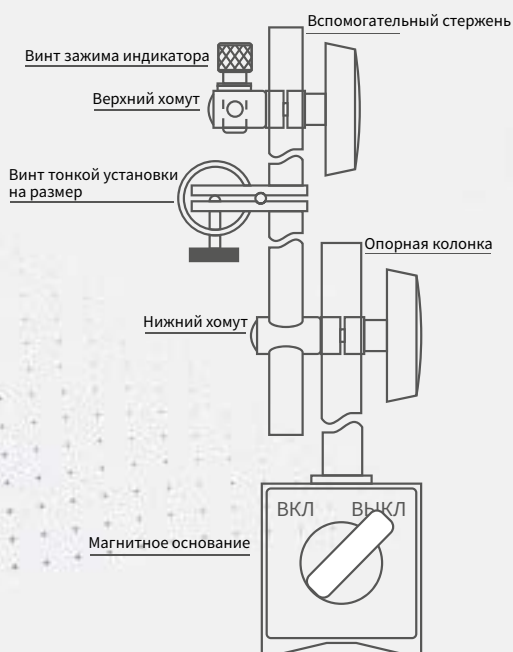 Вспомогательный стержень
Винт зажима индикатора
Верхний хомут
Винт тонкой установки
на размер
Опорная колонка
Нижний хомут
ВКЛ ВЫКЛ
Магнитное основание